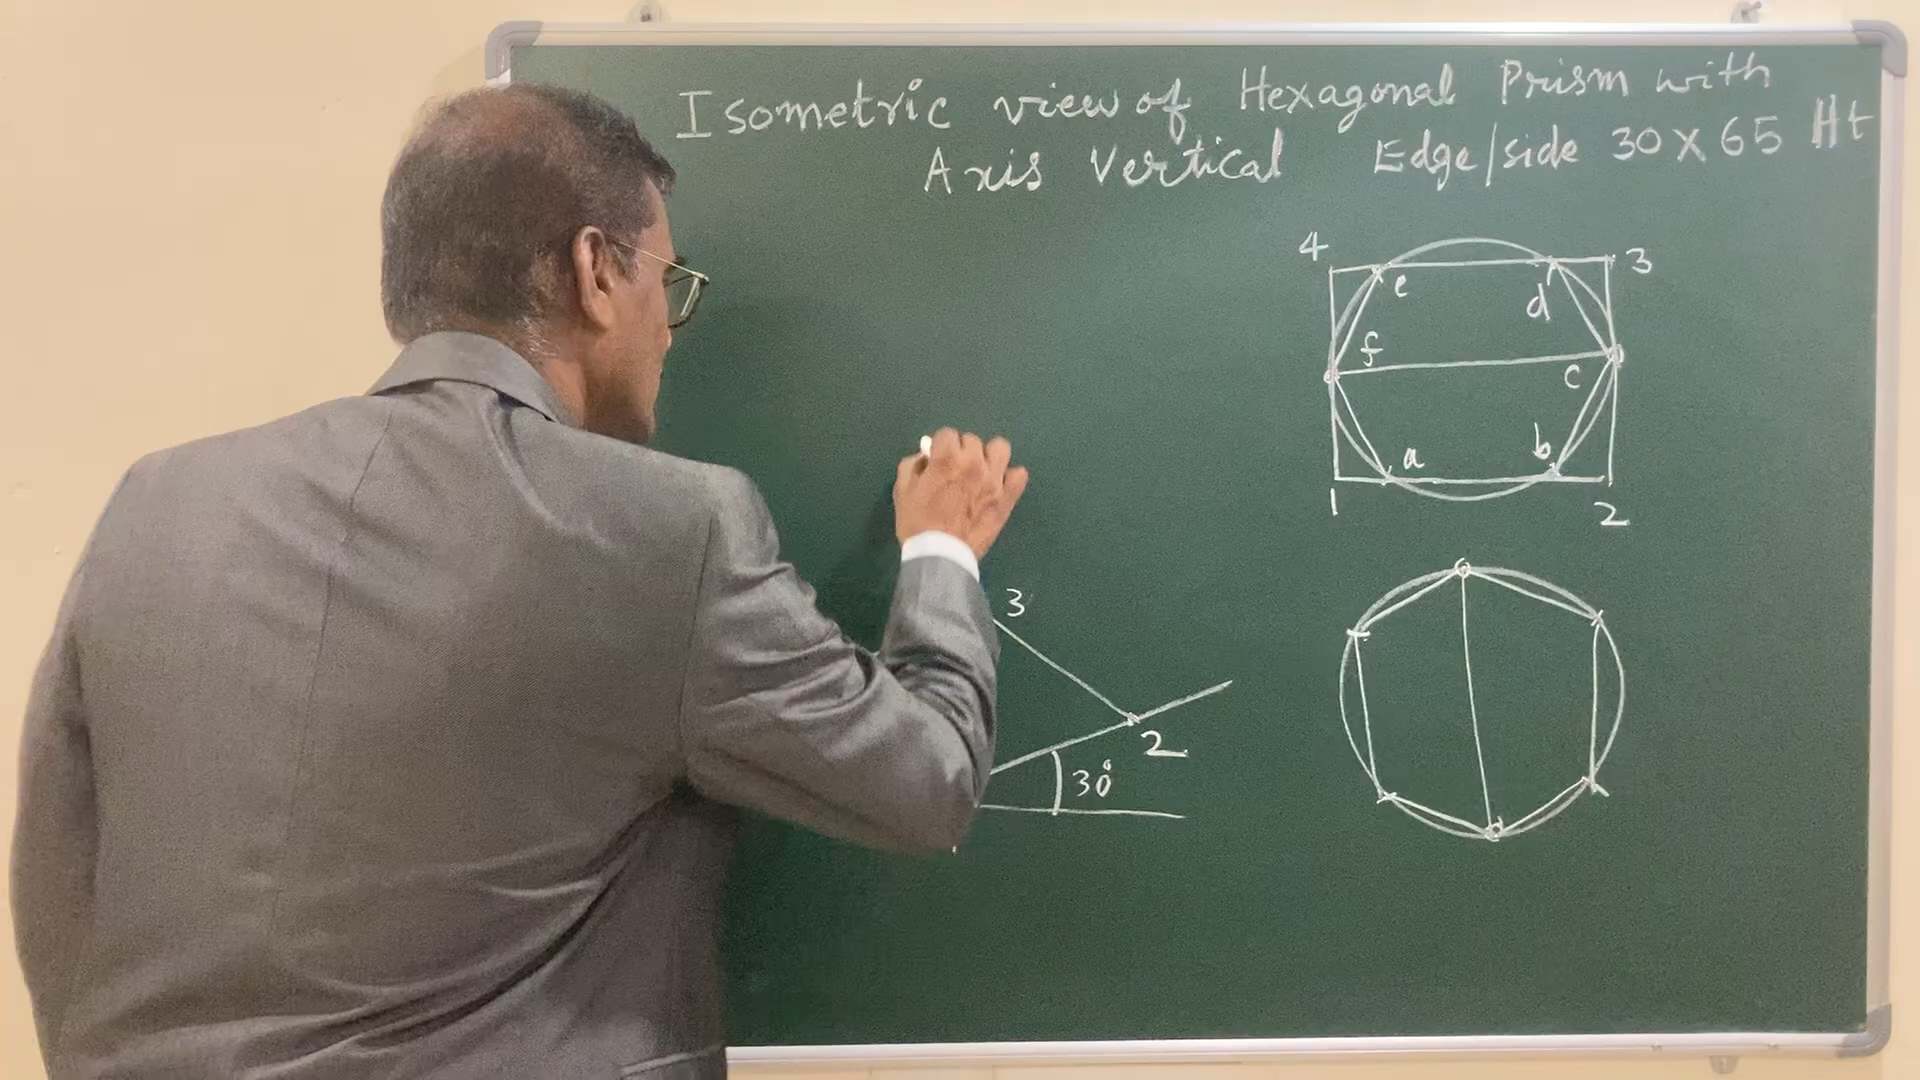 Isometric view of Hexagonal Prism with
Axis Vertical Edge/side 30 X 65 Ht
4 3
e d
f c
a b
1 2
3
2
30°